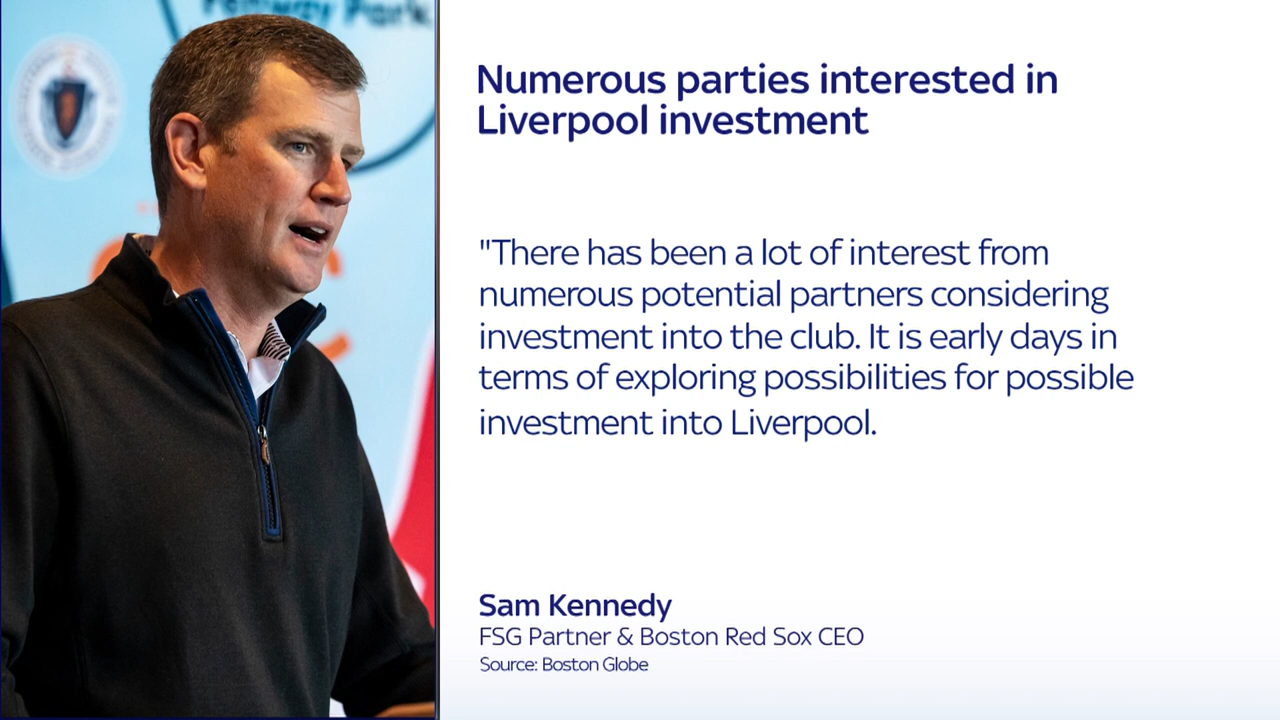 Fenway Park.
Numerous parties interested in
Liverpool investment
"There has been a lot of interest from
numerous potential partners considering
investment into the club. It is early days in
terms of exploring possibilities for possible
investment into Liverpool.
Sam Kennedy
FSG Partner & Boston Red Sox CEO
Source: Boston Globe